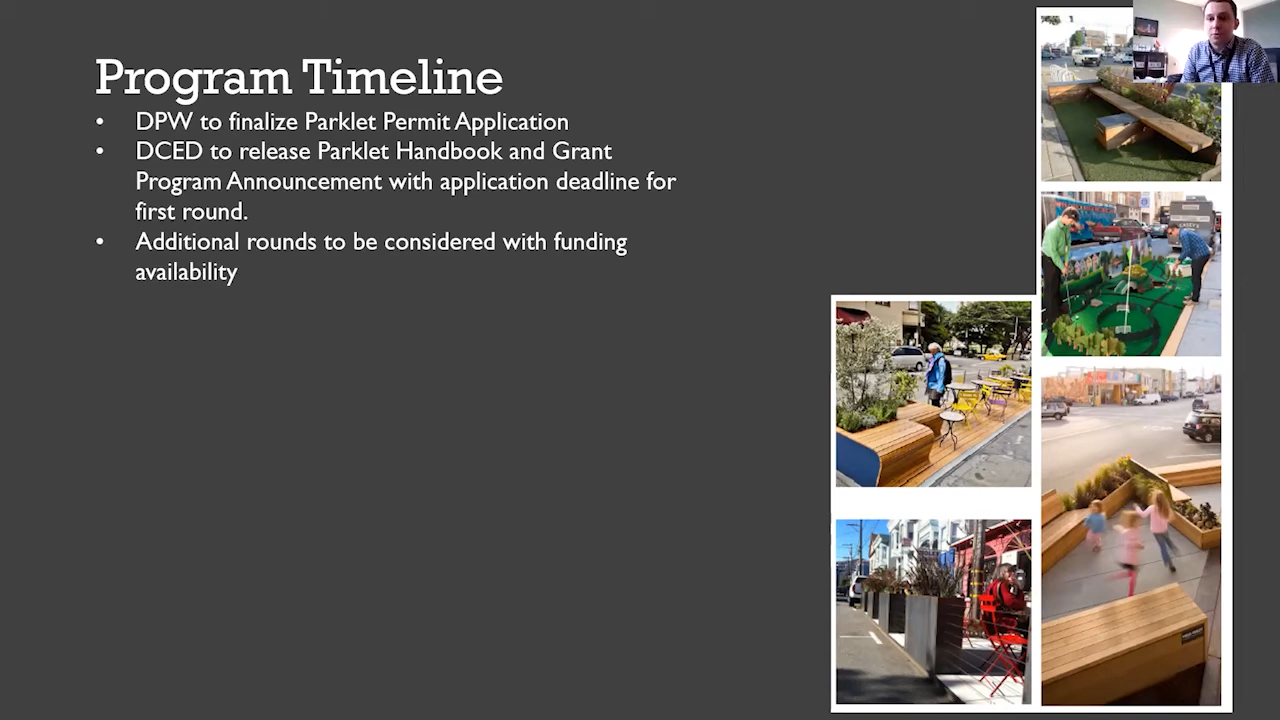 Program Timeline
• DPW to finalize Parklet Permit Application
• DCED to release Parklet Handbook and Grant
Program Announcement with application deadline for
first round.
• Additional rounds to be considered with funding
availability